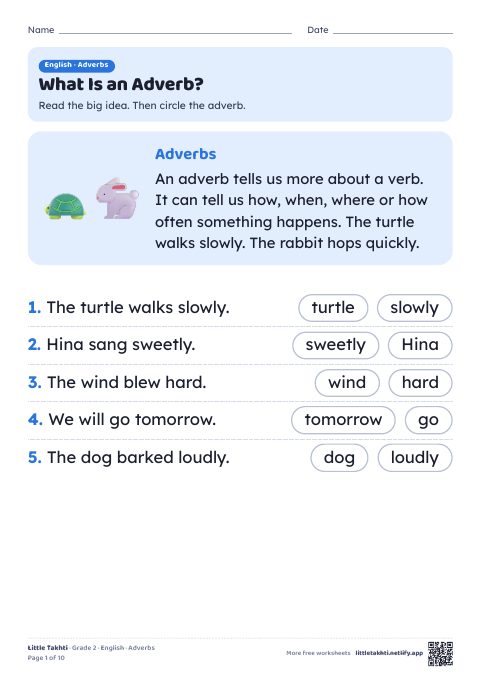 Name Date
English · Adverbs
What Is an Adverb?
Read the big idea. Then circle the adverb.
Adverbs
An adverb tells us more about a verb.
It can tell us how, when, where or how
often something happens. The turtle
walks slowly. The rabbit hops quickly.
1. The turtle walks slowly. turtle slowly
2. Hina sang sweetly. sweetly Hina
3. The wind blew hard. wind hard
4. We will go tomorrow. tomorrow go
5. The dog barked loudly. dog loudly
Little Takhti · Grade 2 · English · Adverbs
Page 1 of 10
More free worksheets · littletakhti.netlify.app